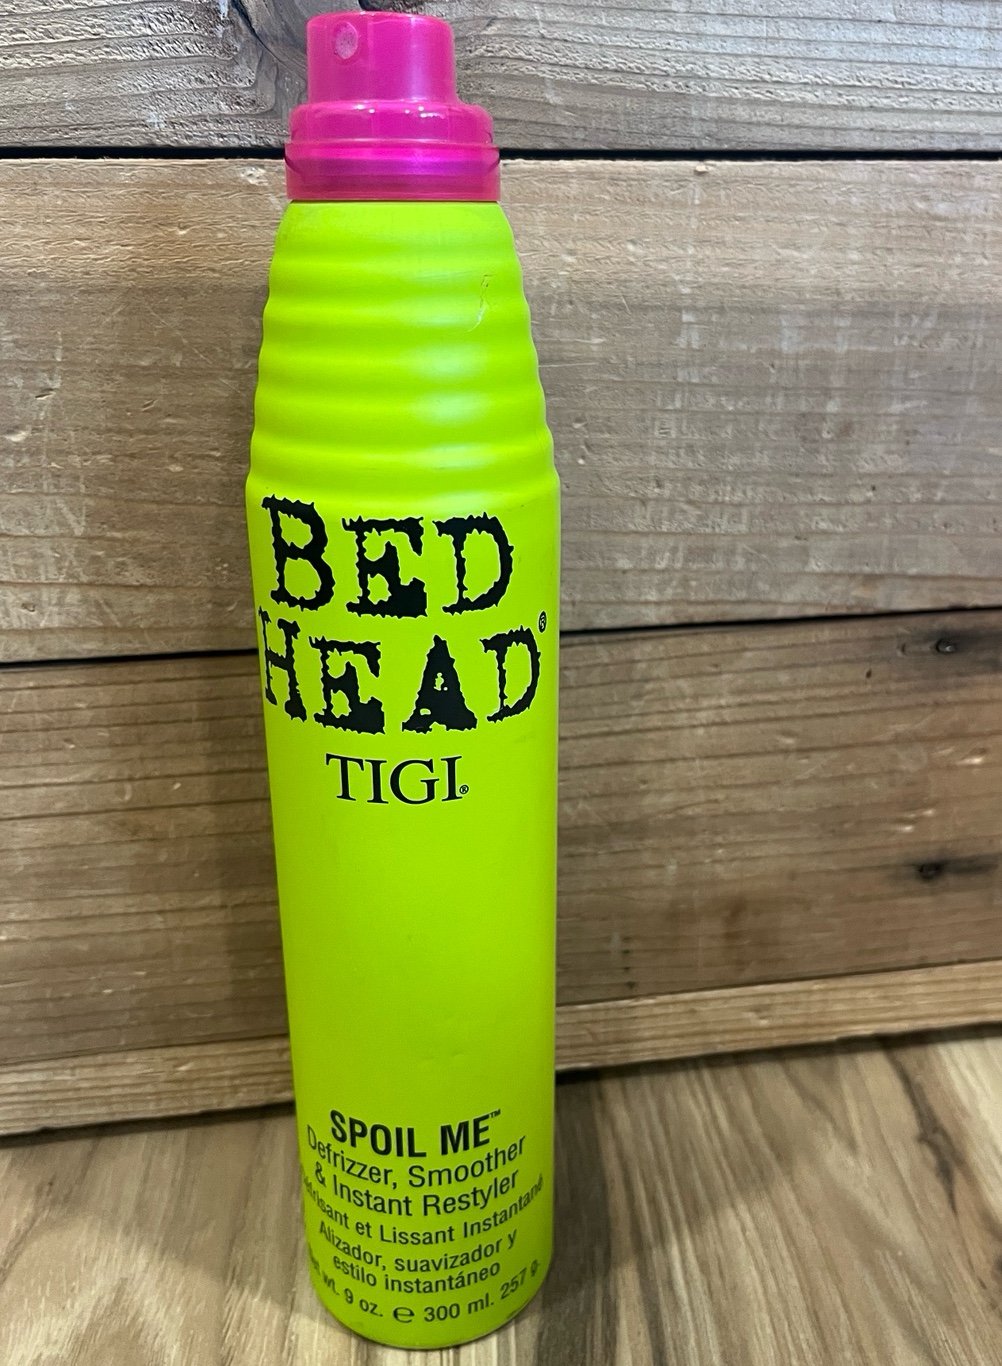 BED
HEAD®
TIGI®
SPOIL ME™
Defrizzer, Smoother
& Instant Restyler
et Lissant Instantané
Alizador, suavizador y
estilo instantáneo
wt. 9 oz. ℮ 300 ml. 257 g.